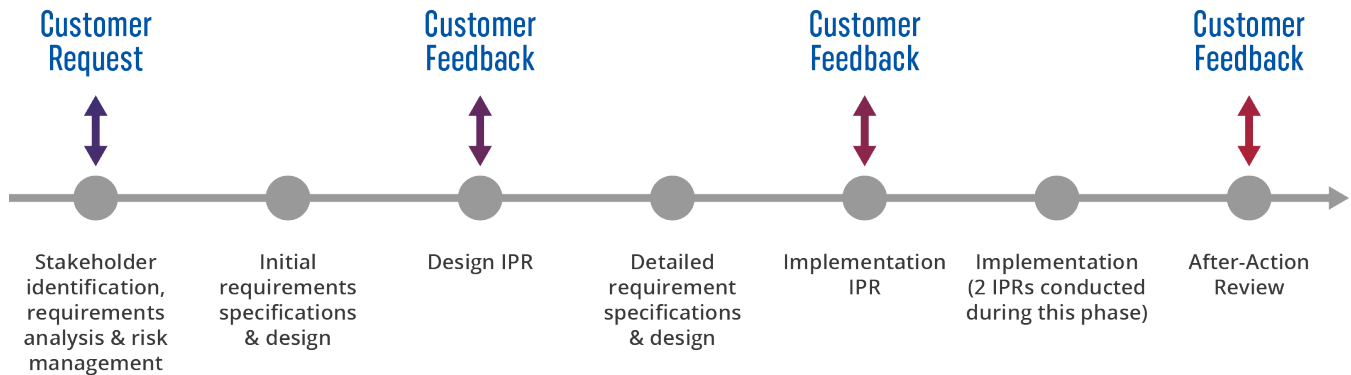 Customer
Request
Customer
Feedback
Customer
Feedback
Customer
Feedback
Stakeholder
identification,
requirements
analysis & risk
management
Initial
requirements
specifications
& design
Design IPR
Detailed
requirement
specifications
& design
Implementation
IPR
Implementation
(2 IPRs conducted
during this phase)
After-Action
Review